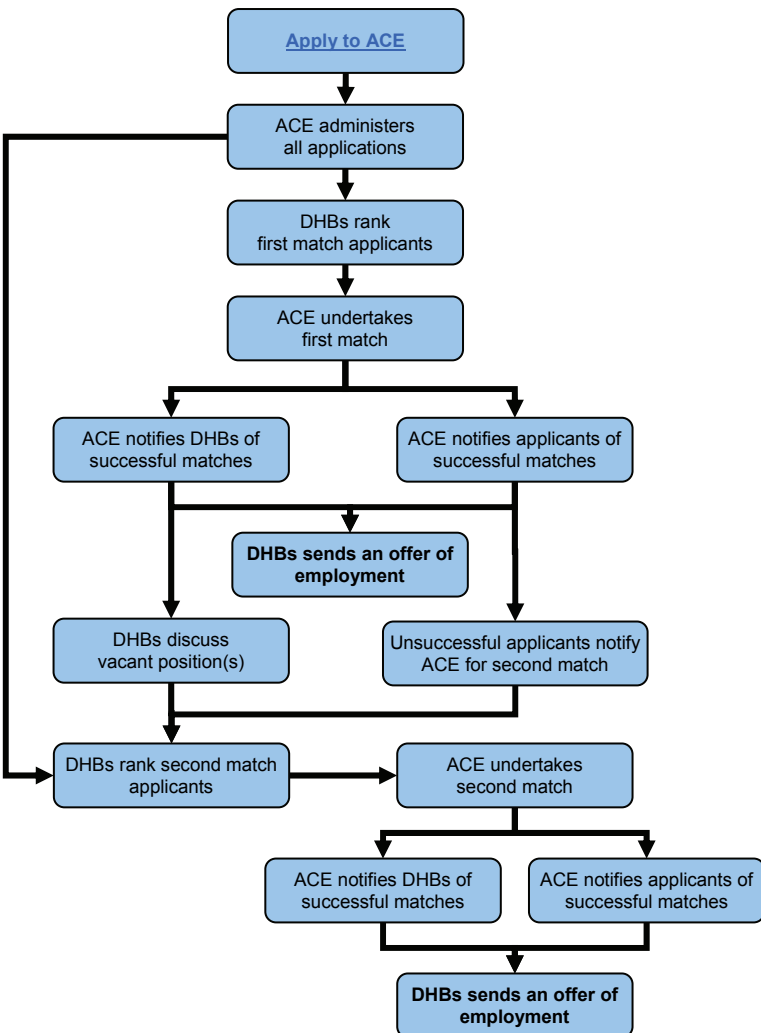 Apply to ACE
ACE administers
all applications
DHBs rank
first match applicants
ACE undertakes
first match
ACE notifies DHBs of
successful matches
ACE notifies applicants of
successful matches
DHBs sends an offer of
employment
DHBs discuss
vacant position(s)
Unsuccessful applicants notify
ACE for second match
DHBs rank second match
applicants
ACE undertakes
second match
ACE notifies DHBs of
successful matches
ACE notifies applicants of
successful matches
DHBs sends an offer of
employment